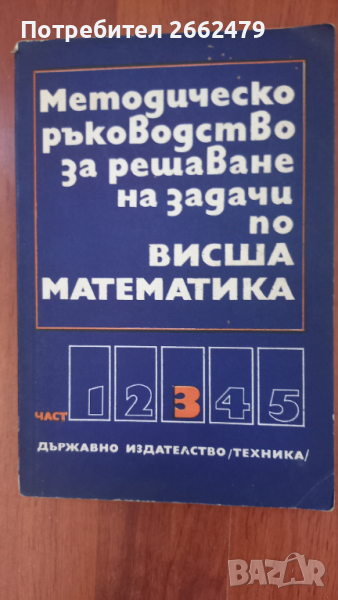 Потребител 2662479
Методическо
ръководство
за решаване
на задачи
по
ВИСША
МАТЕМАТИКА
ЧАСТ 1 2 3 4 5
ДЪРЖАВНО ИЗДАТЕЛСТВО /ТЕХНИКА/
BAZAR